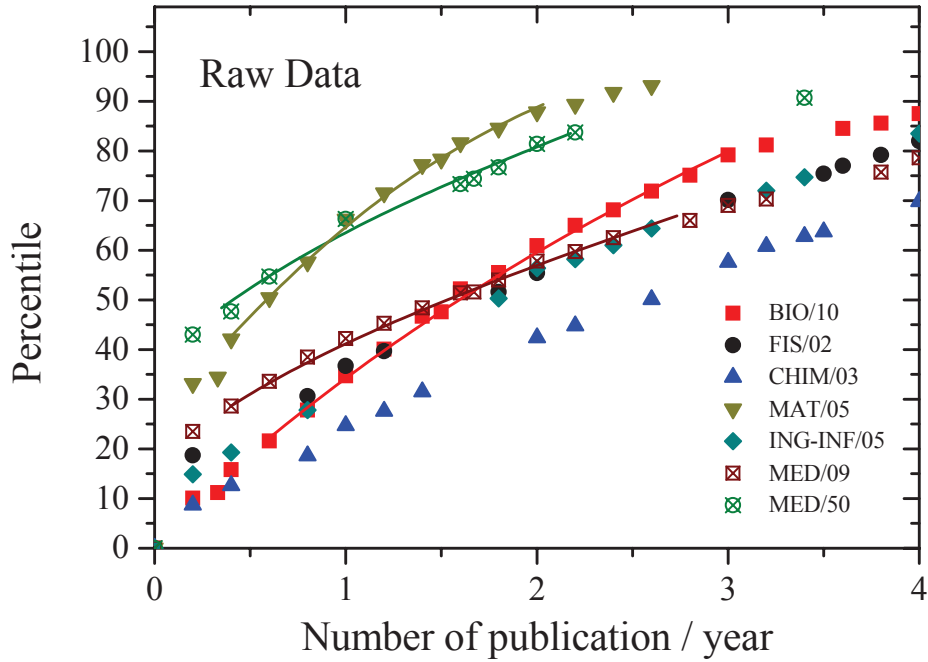 Raw Data
Percentile
100
90
80
70
60
50
40
30
20
10
0
BIO/10
FIS/02
CHIM/03
MAT/05
ING-INF/05
MED/09
MED/50
0 1 2 3 4
Number of publication / year